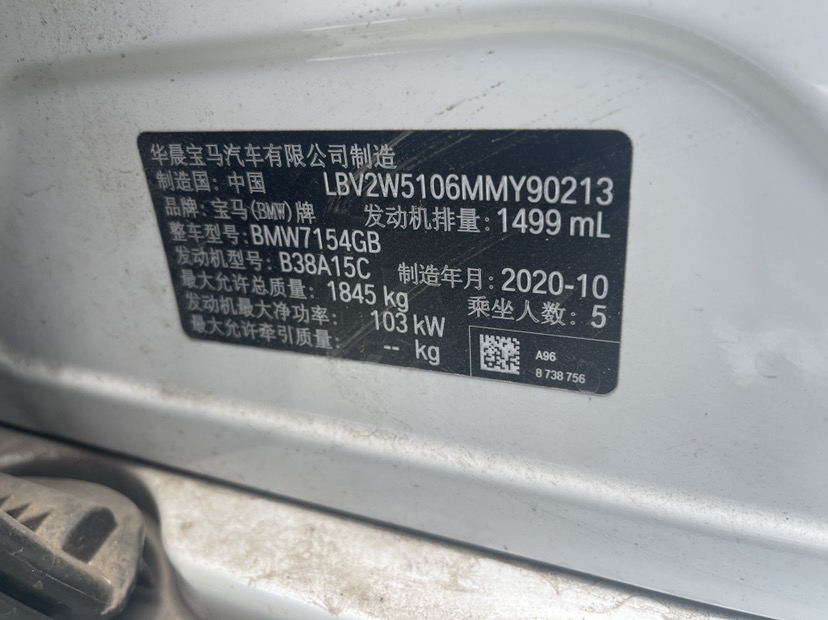 华晨宝马汽车有限公司制造
制造国: 中国 LBV2W5106MMY90213
品牌: 宝马(BMW)牌 发动机排量: 1499 mL
整车型号: BMW7154GB
发动机型号: B38A15C 制造年月: 2020-10
最大允许总质量: 1845 kg 乘坐人数: 5
发动机最大净功率: 103 kW
最大允许牵引质量: -- kg
A96
8 738 756